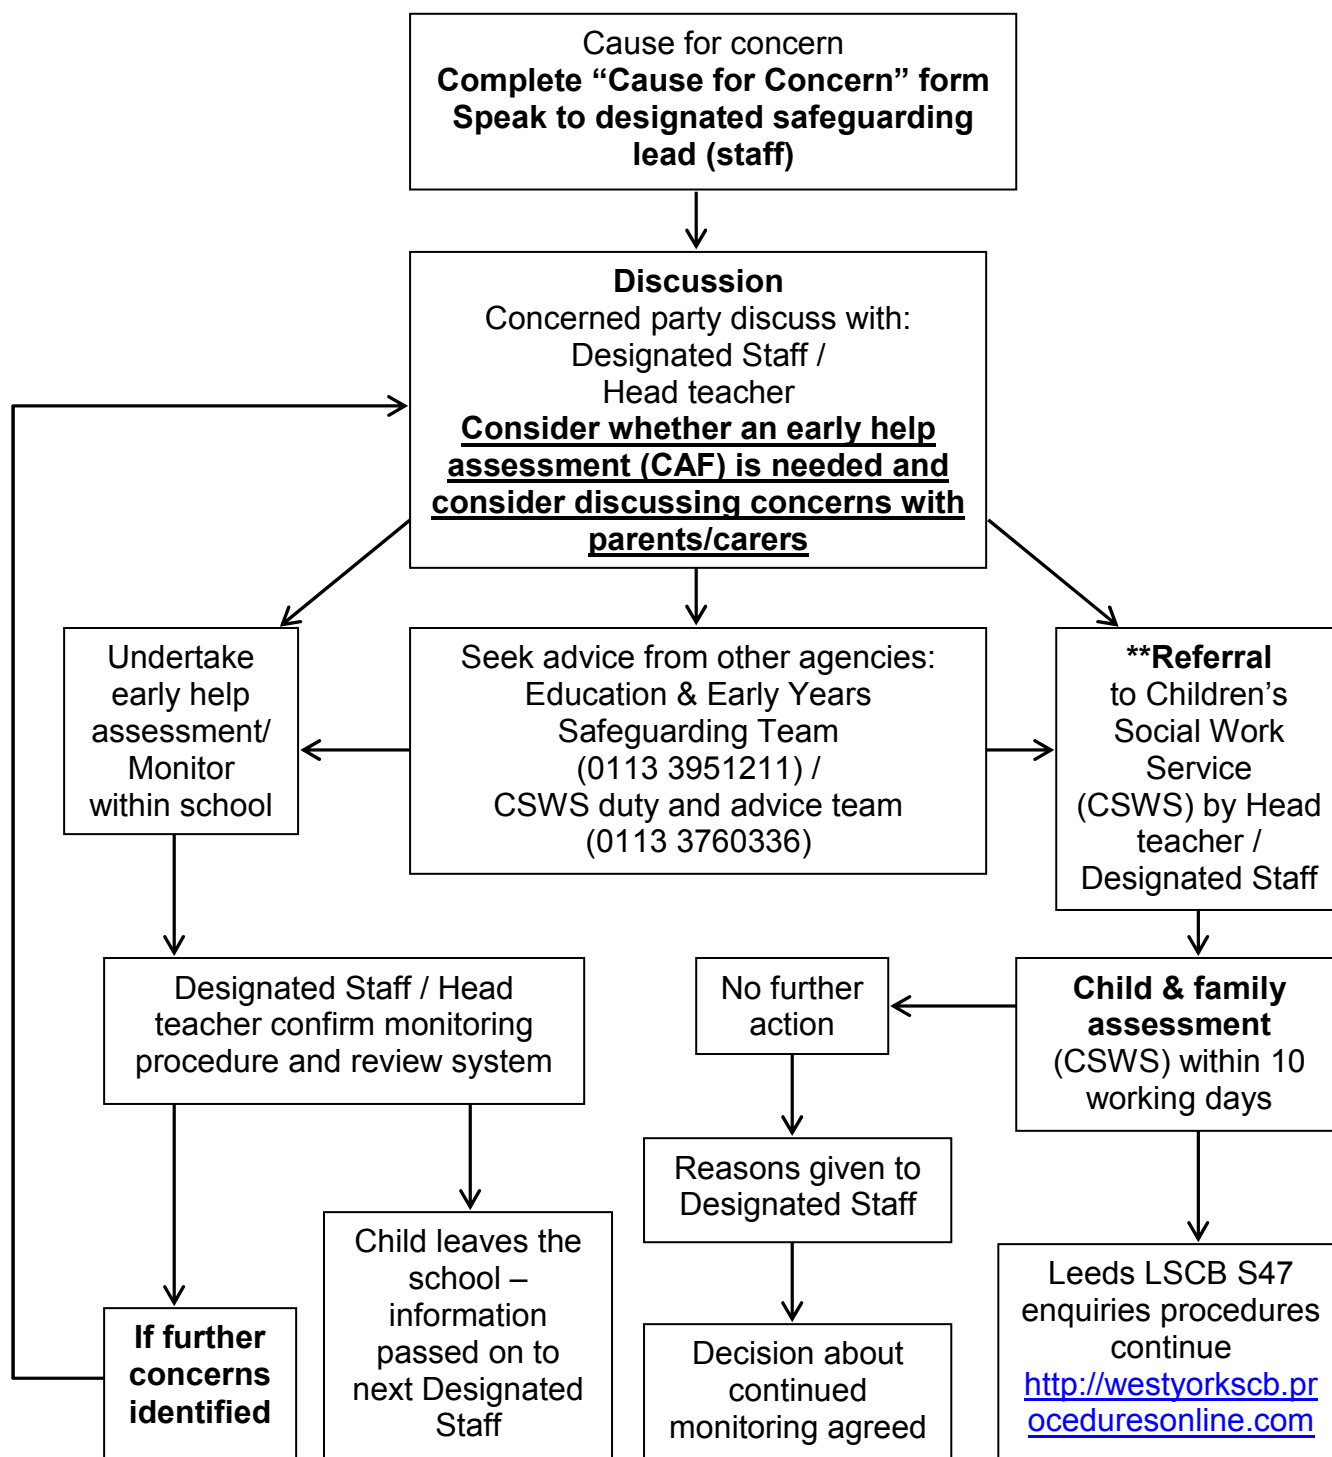 Cause for concern
Complete “Cause for Concern” form
Speak to designated safeguarding
lead (staff)
Discussion
Concerned party discuss with:
Designated Staff /
Head teacher
Consider whether an early help
assessment (CAF) is needed and
consider discussing concerns with
parents/carers
Undertake
early help
assessment/
Monitor
within school
Seek advice from other agencies:
Education & Early Years
Safeguarding Team
(0113 3951211) /
CSWS duty and advice team
(0113 3760336)
**Referral
to Children’s
Social Work
Service
(CSWS) by Head
teacher /
Designated Staff
Designated Staff / Head
teacher confirm monitoring
procedure and review system
No further
action
Child & family
assessment
(CSWS) within 10
working days
Reasons given to
Designated Staff
If further
concerns
identified
Child leaves the
school –
information
passed on to
next Designated
Staff
Decision about
continued
monitoring agreed
Leeds LSCB S47
enquiries procedures
continue
http://westyorkscb.pr
oceduresonline.com